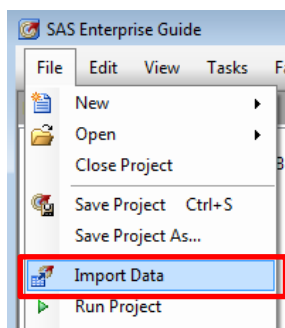 SAS Enterprise Guide
File Edit View Tasks
New
Open
Close Project
Save Project Ctrl+S
Save Project As...
Import Data
Run Project